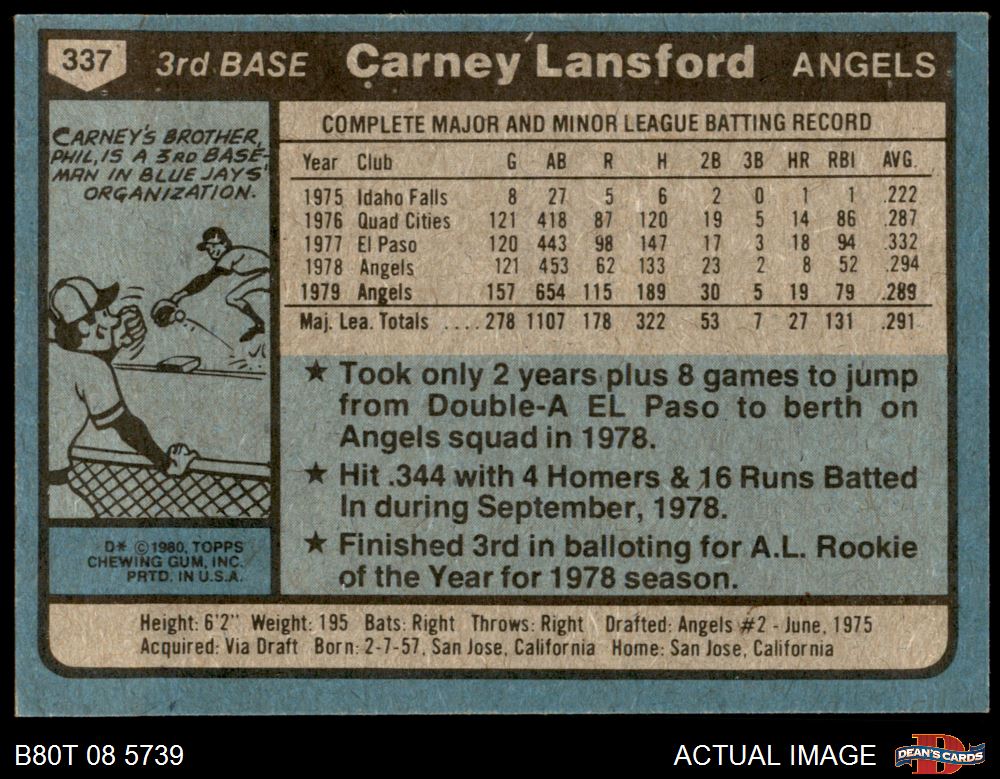 337 3rd BASE Carney Lansford ANGELS
CARNEY'S BROTHER,
PHIL, IS A 3RD BASE-
MAN IN BLUE JAYS'
ORGANIZATION.
COMPLETE MAJOR AND MINOR LEAGUE BATTING RECORD
Year Club G AB R H 2B 3B HR RBI AVG.
1975 Idaho Falls 8 27 5 6 2 0 1 1 .222
1976 Quad Cities 121 418 87 120 19 5 14 86 .287
1977 El Paso 120 443 98 147 17 3 18 94 .332
1978 Angels 121 453 62 133 23 2 8 52 .294
1979 Angels 157 654 115 189 30 5 19 79 .289
Maj. Lea. Totals .... 278 1107 178 322 53 7 27 131 .291
★ Took only 2 years plus 8 games to jump
from Double-A EL Paso to berth on
Angels squad in 1978.
★ Hit .344 with 4 Homers & 16 Runs Batted
In during September, 1978.
★ Finished 3rd in balloting for A.L. Rookie
of the Year for 1978 season.
D* © 1980, TOPPS
CHEWING GUM, INC.
PRTD. IN U.S.A.
Height: 6'2" Weight: 195 Bats: Right Throws: Right Drafted: Angels #2 - June, 1975
Acquired: Via Draft Born: 2-7-57, San Jose, California Home: San Jose, California
B80T 08 5739 ACTUAL IMAGE DEAN'S CARDS